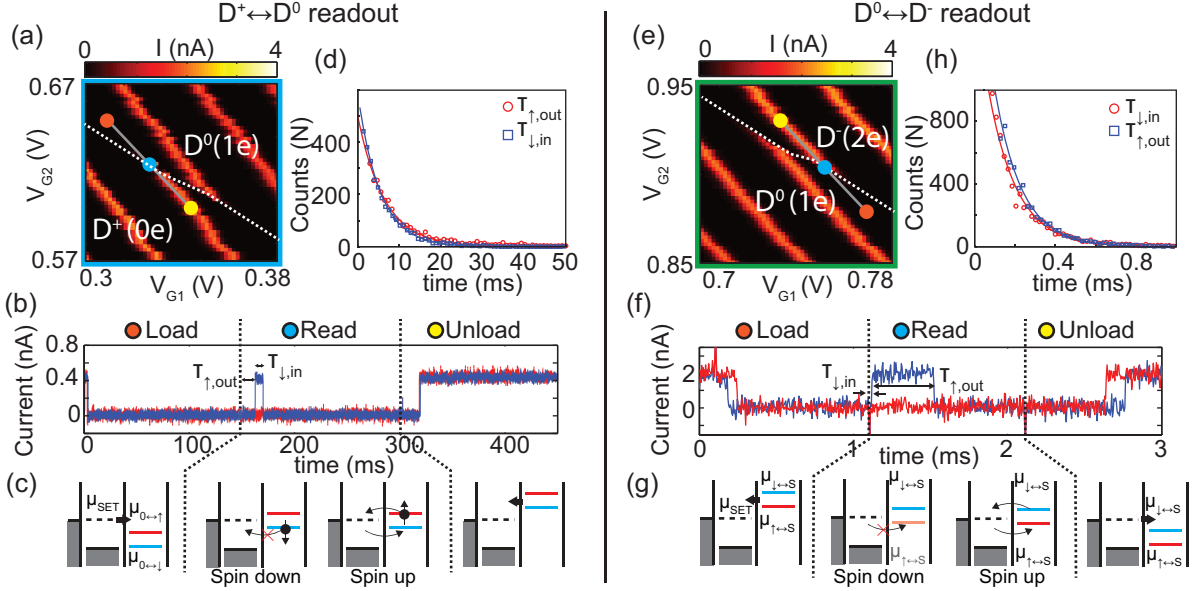 D⁺↔D⁰ readout
(a)
I (nA)
0
4
0.67
V_G2 (V)
0.57
D⁰(1e)
D⁺(0e)
0.3
0.38
V_G1 (V)
(d)
T↑,out
T↓,in
Counts (N)
400
200
0
0 10 20 30 40 50
time (ms)
(b)
Load
Read
Unload
Current (nA)
0.8
0.4
0
T↑,out
T↓,in
0
200
300
400
time (ms)
(c)
μ_SET
μ_0↔↑
μ_0↔↓
Spin down
Spin up
D⁰↔D⁻ readout
(e)
I (nA)
0
4
0.95
V_G2 (V)
0.85
D⁻(2e)
D⁰(1e)
0.7
0.78
V_G1 (V)
(h)
T↓,in
T↑,out
Counts (N)
800
400
0
0 0.4 0.8
time (ms)
(f)
Load
Read
Unload
Current (nA)
2
0
T↓,in
T↑,out
0 1 2 3
time (ms)
(g)
μ_SET
μ↓↔S
μ↑↔S
μ↓↔S
μ↑↔S
Spin down
μ↓↔S
μ↑↔S
Spin up
μ↓↔S
μ↑↔S